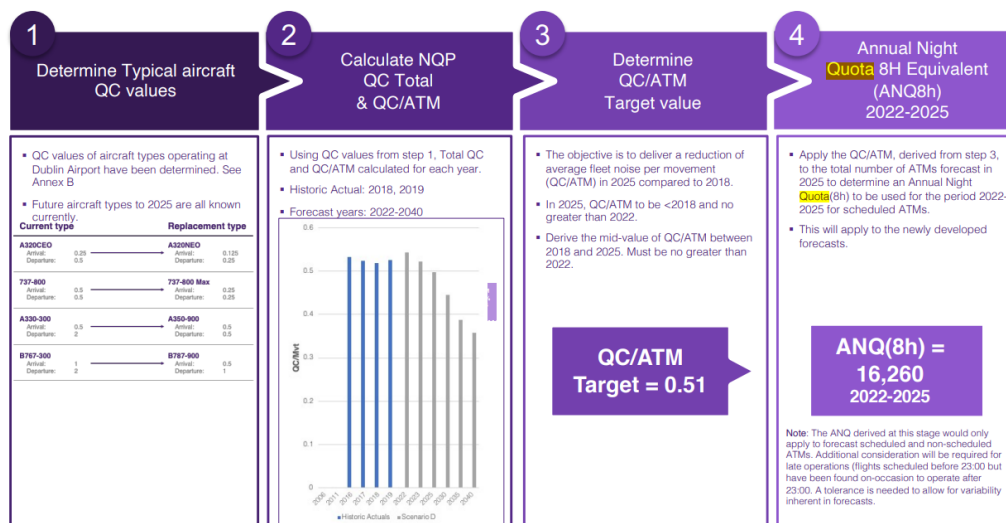 1
Determine Typical aircraft
QC values
2
Calculate NQP
QC Total
& QC/ATM
3
Determine
QC/ATM
Target value
4
Annual Night
Quota 8H Equivalent
(ANQ8h)
2022-2025
▪ QC values of aircraft types operating at
Dublin Airport have been determined. See
Annex B
▪ Future aircraft types to 2025 are all known
currently.
Current type Replacement type
A320CEO A320NEO
Arrival: 0.25 Arrival: 0.125
Departure: 0.5 Departure: 0.25
737-800 737-800 Max
Arrival: 0.5 Arrival: 0.25
Departure: 0.5 Departure: 0.25
A330-300 A350-900
Arrival: 0.5 Arrival: 0.5
Departure: 2 Departure: 0.5
B767-300 B787-900
Arrival: 1 Arrival: 0.5
Departure: 2 Departure: 1
▪ Using QC values from step 1, Total QC
and QC/ATM calculated for each year.
▪ Historic Actual: 2018, 2019
▪ Forecast years: 2022-2040
0.6
0.5
0.4
0.3
0.2
0.1
0
QC/Mvt
2006 2011 2016 2017 2018 2019 2022 2023 2025 2030 2035 2040
Historic Actuals Scenario D
▪ The objective is to deliver a reduction of
average fleet noise per movement
(QC/ATM) in 2025 compared to 2018.
▪ In 2025, QC/ATM to be <2018 and no
greater than 2022.
▪ Derive the mid-value of QC/ATM between
2018 and 2025. Must be no greater than
2022.
QC/ATM
Target = 0.51
▪ Apply the QC/ATM, derived from step 3,
to the total number of ATMs forecast in
2025 to determine an Annual Night
Quota(8h) to be used for the period 2022-
2025 for scheduled ATMs.
▪ This will apply to the newly developed
forecasts.
ANQ(8h) =
16,260
2022-2025
Note: The ANQ derived at this stage would only
apply to forecast scheduled and non-scheduled
ATMs. Additional consideration will be required for
late operations (flights scheduled before 23:00 but
have been found on-occasion to operate after
23:00. A tolerance is needed to allow for variability
inherent in forecasts.